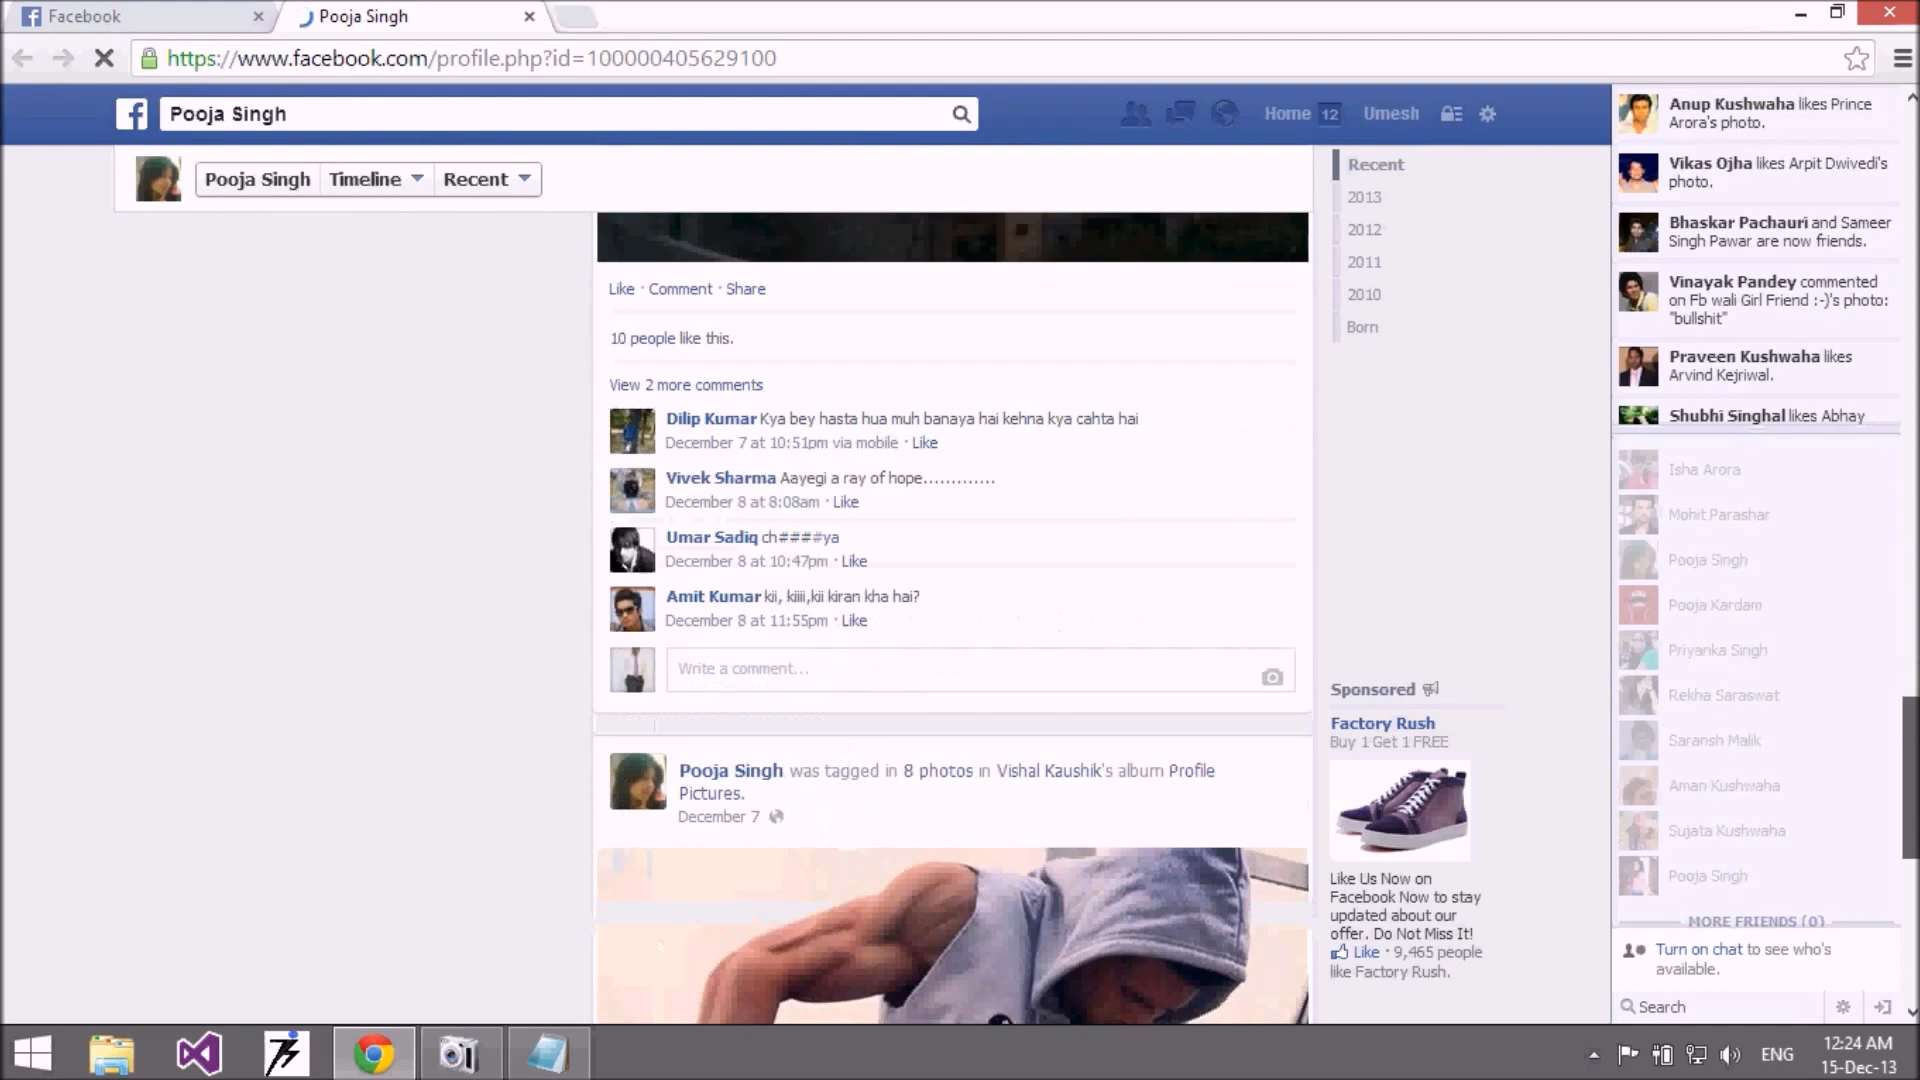 Facebook
Pooja Singh
https://www.facebook.com/profile.php?id=100000405629100
Pooja Singh
Home 12 Umesh
Pooja Singh Timeline Recent
Like · Comment · Share
10 people like this.
View 2 more comments
Dilip Kumar Kya bey hasta hua muh banaya hai kehna kya cahta hai
December 7 at 10:51pm via mobile · Like
Vivek Sharma Aayegi a ray of hope.............
December 8 at 8:08am · Like
Umar Sadiq ch####ya
December 8 at 10:47pm · Like
Amit Kumar kii, kiiii,kii kiran kha hai?
December 8 at 11:55pm · Like
Write a comment...
Pooja Singh was tagged in 8 photos in Vishal Kaushik's album Profile
Pictures.
December 7
Recent
2013
2012
2011
2010
Born
Sponsored
Factory Rush
Buy 1 Get 1 FREE
Like Us Now on
Facebook Now to stay
updated about our
offer. Do Not Miss It!
Like · 9,465 people
like Factory Rush.
Anup Kushwaha likes Prince
Arora's photo.
Vikas Ojha likes Arpit Dwivedi's
photo.
Bhaskar Pachauri and Sameer
Singh Pawar are now friends.
Vinayak Pandey commented
on Fb wali Girl Friend :-)'s photo:
"bullshit"
Praveen Kushwaha likes
Arvind Kejriwal.
Shubhi Singhal likes Abhay
Isha Arora
Mohit Parashar
Pooja Singh
Pooja Kardam
Priyanka Singh
Rekha Saraswat
Saransh Malik
Aman Kushwaha
Sujata Kushwaha
Pooja Singh
MORE FRIENDS (0)
Turn on chat to see who's
available.
Search
ENG
12:24 AM
15-Dec-13